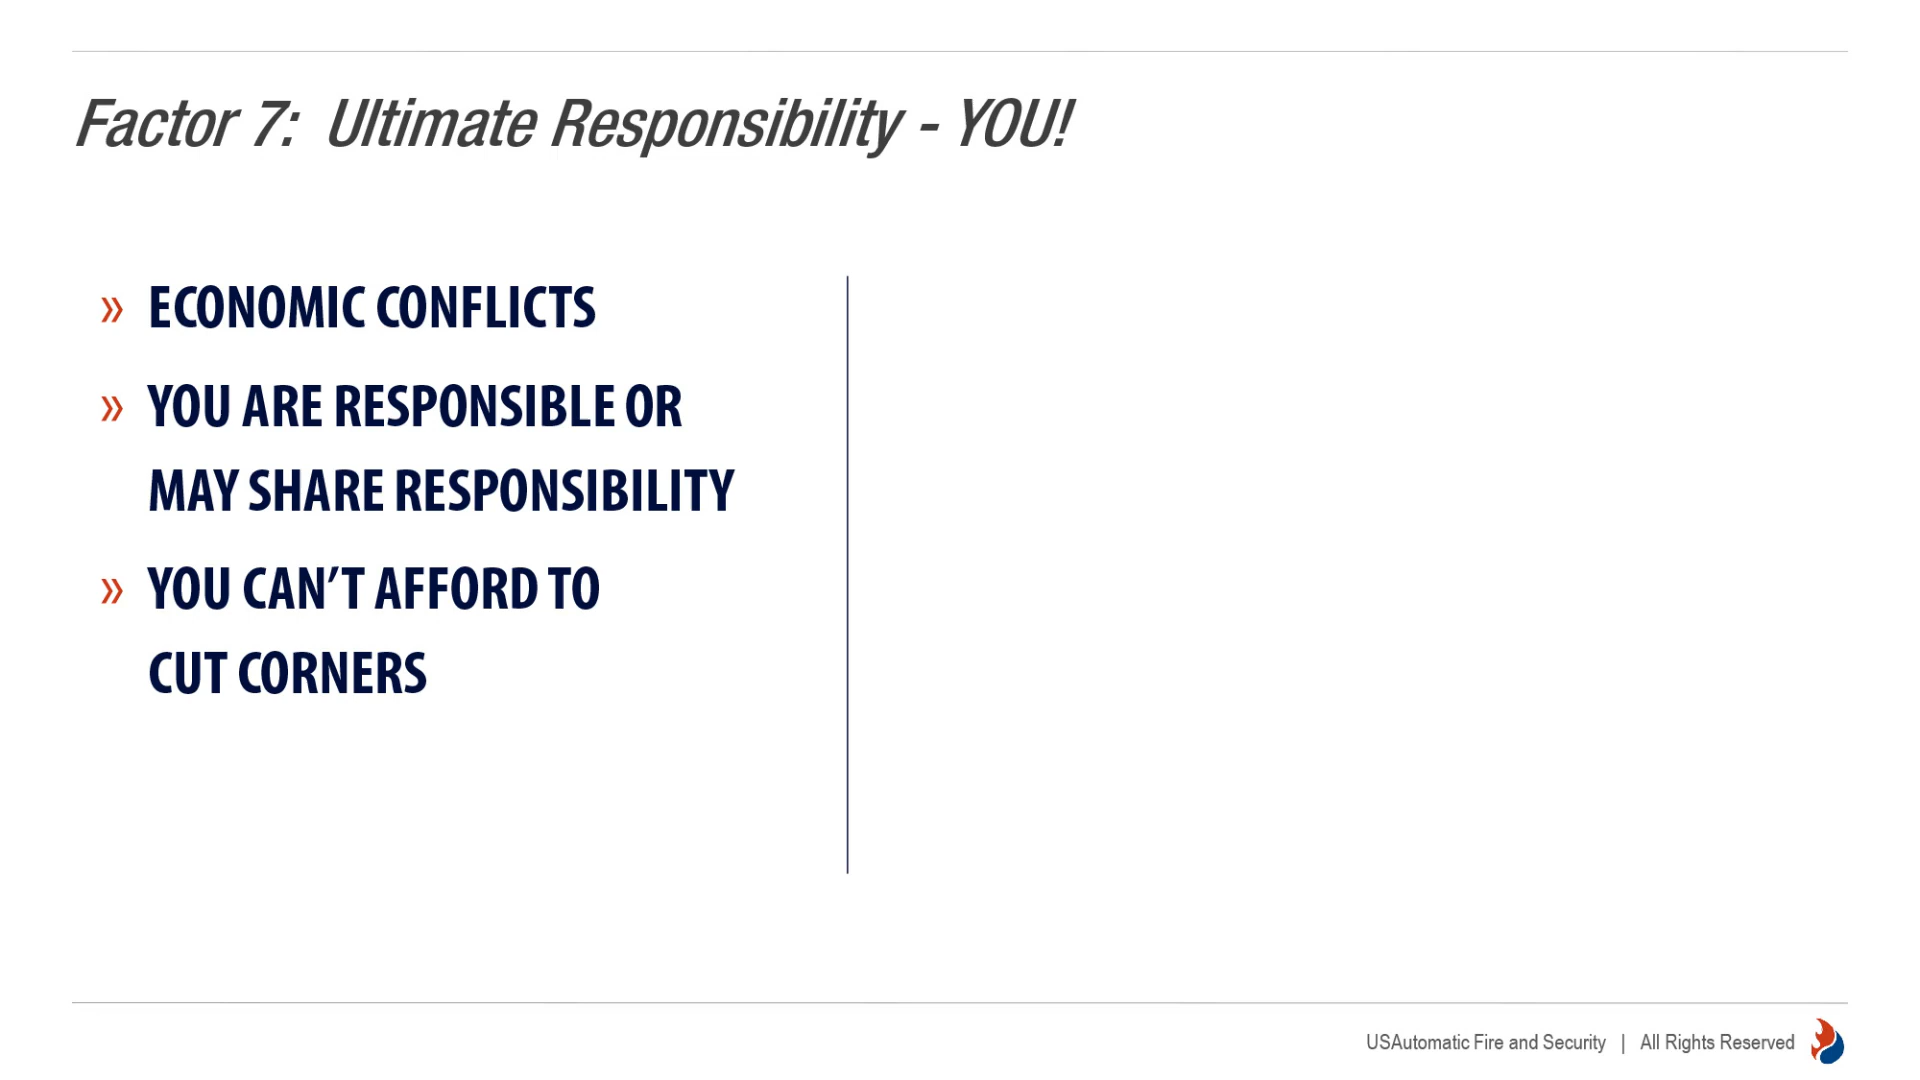 Factor 7: Ultimate Responsibility - YOU!
» ECONOMIC CONFLICTS
» YOU ARE RESPONSIBLE OR
MAY SHARE RESPONSIBILITY
» YOU CAN’T AFFORD TO
CUT CORNERS
USAutomatic Fire and Security | All Rights Reserved